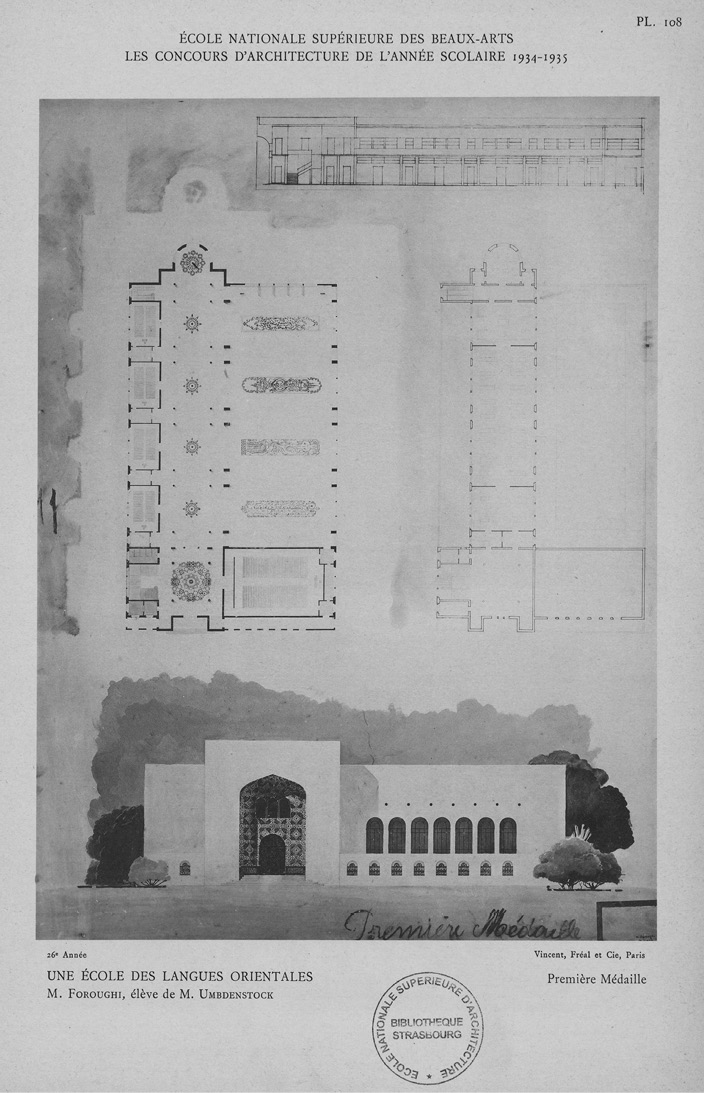 PL. 108
ÉCOLE NATIONALE SUPÉRIEURE DES BEAUX-ARTS
LES CONCOURS D'ARCHITECTURE DE L'ANNÉE SCOLAIRE 1934-1935
Première Médaille
26e Année
Vincent, Fréal et Cie, Paris
UNE ÉCOLE DES LANGUES ORIENTALES
Première Médaille
M. FOROUGHI, élève de M. UMBDENSTOCK
ECOLE NATIONALE SUPERIEURE D'ARCHITECTURE
BIBLIOTHEQUE
STRASBOURG